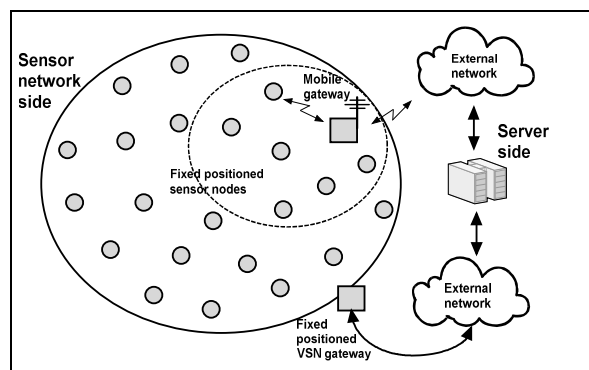 Sensor
network
side
Mobile
gateway
Fixed positioned
sensor nodes
External
network
Server
side
External
network
Fixed
positioned
VSN gateway